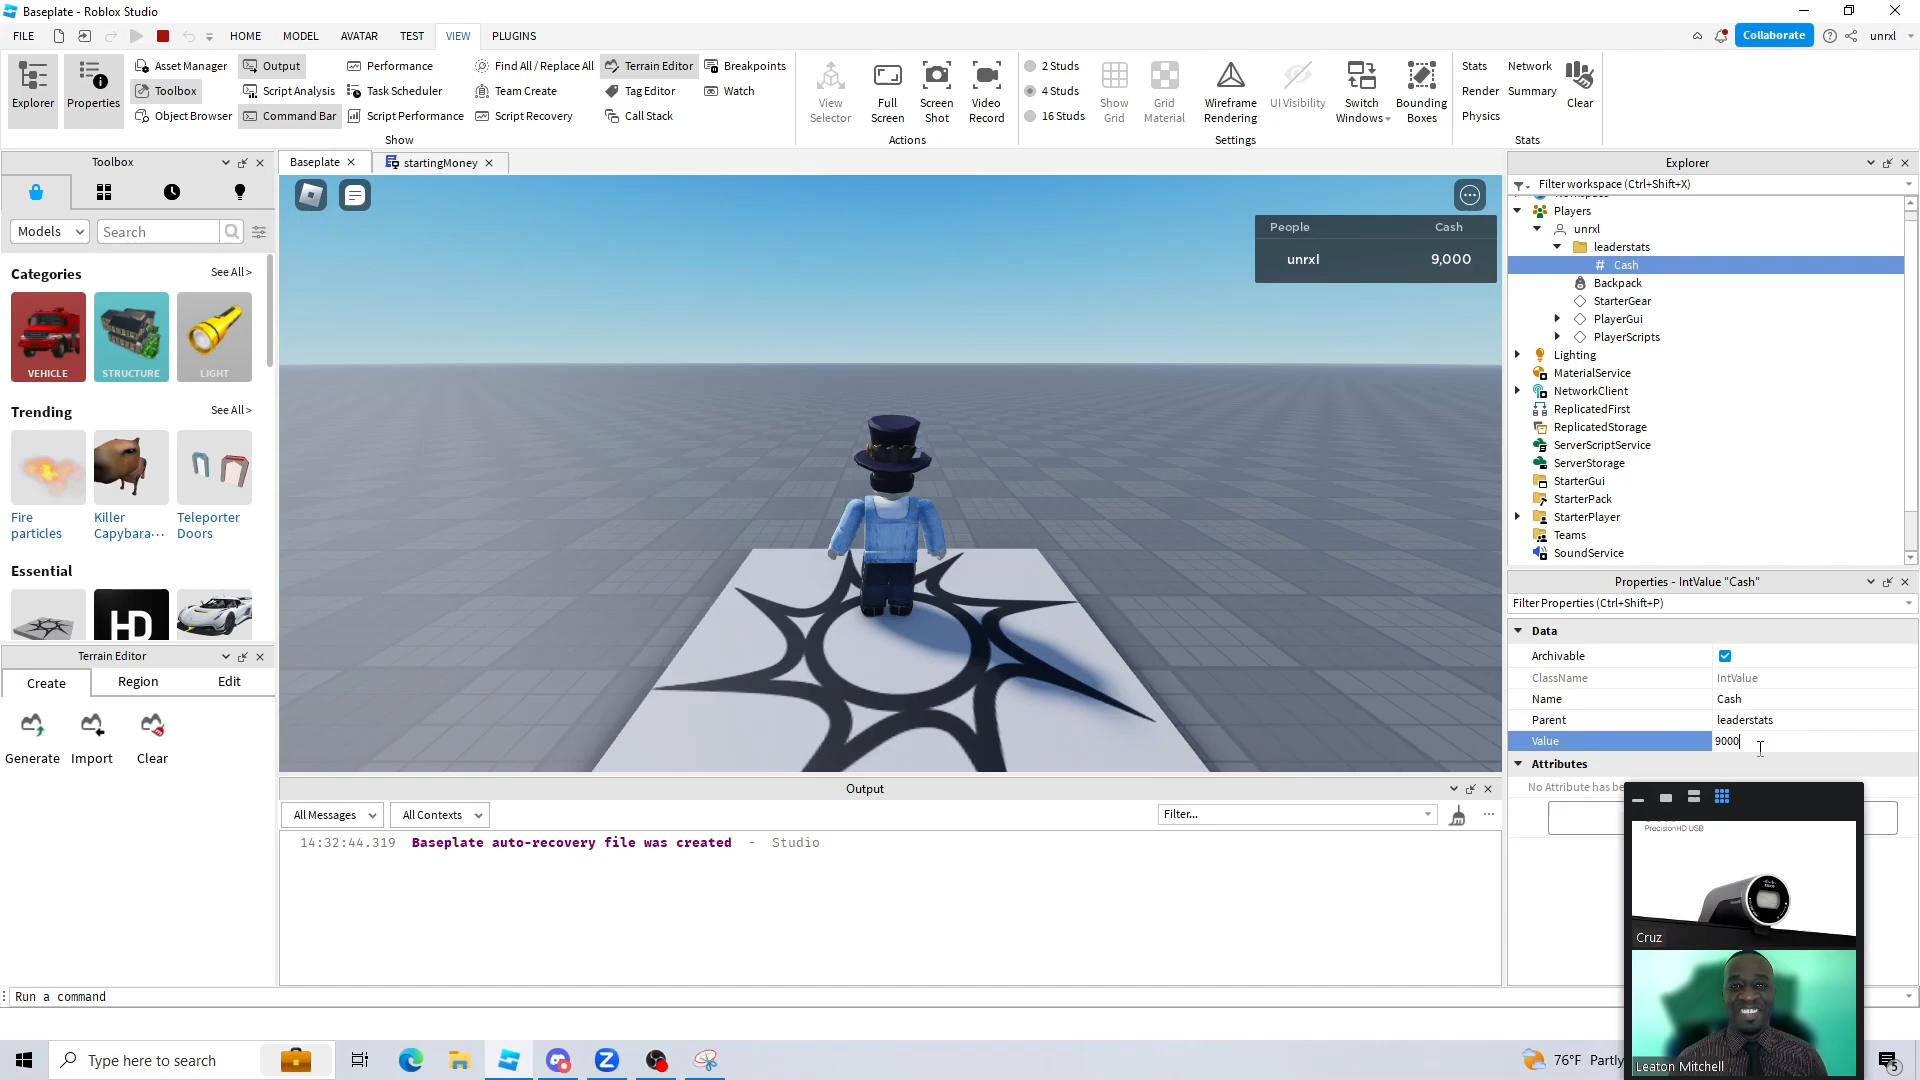 Baseplate - Roblox Studio
FILE
HOME
MODEL
AVATAR
TEST
VIEW
PLUGINS
Collaborate
unrxl
Explorer
Properties
Asset Manager
Toolbox
Object Browser
Output
Script Analysis
Command Bar
Performance
Task Scheduler
Script Performance
Find All / Replace All
Team Create
Script Recovery
Terrain Editor
Tag Editor
Call Stack
Breakpoints
Watch
Show
View Selector
Full Screen
Screen Shot
Video Record
Actions
2 Studs
4 Studs
16 Studs
Show Grid
Grid Material
Wireframe Rendering
UI Visibility
Switch Windows
Bounding Boxes
Settings
Stats
Network
Render
Summary
Physics
Clear
Stats
Toolbox
Models
Search
Categories
See All >
VEHICLE
STRUCTURE
LIGHT
Trending
See All >
Fire particles
Killer Capybara···
Teleporter Doors
Essential
HD
Terrain Editor
Create
Region
Edit
Generate
Import
Clear
Baseplate
startingMoney
People
Cash
unrxl
9,000
Output
All Messages
All Contexts
Filter...
14:32:44.319 Baseplate auto-recovery file was created - Studio
Run a command
Explorer
Filter workspace (Ctrl+Shift+X)
Players
unrxl
leaderstats
# Cash
Backpack
StarterGear
PlayerGui
PlayerScripts
Lighting
MaterialService
NetworkClient
ReplicatedFirst
ReplicatedStorage
ServerScriptService
ServerStorage
StarterGui
StarterPack
StarterPlayer
Teams
SoundService
Properties - IntValue "Cash"
Filter Properties (Ctrl+Shift+P)
Data
Archivable
ClassName
IntValue
Name
Cash
Parent
leaderstats
Value
9000
Attributes
No Attribute has be
PrecisionHD USB
Cruz
Leaton Mitchell
Type here to search
76°F Partly
5